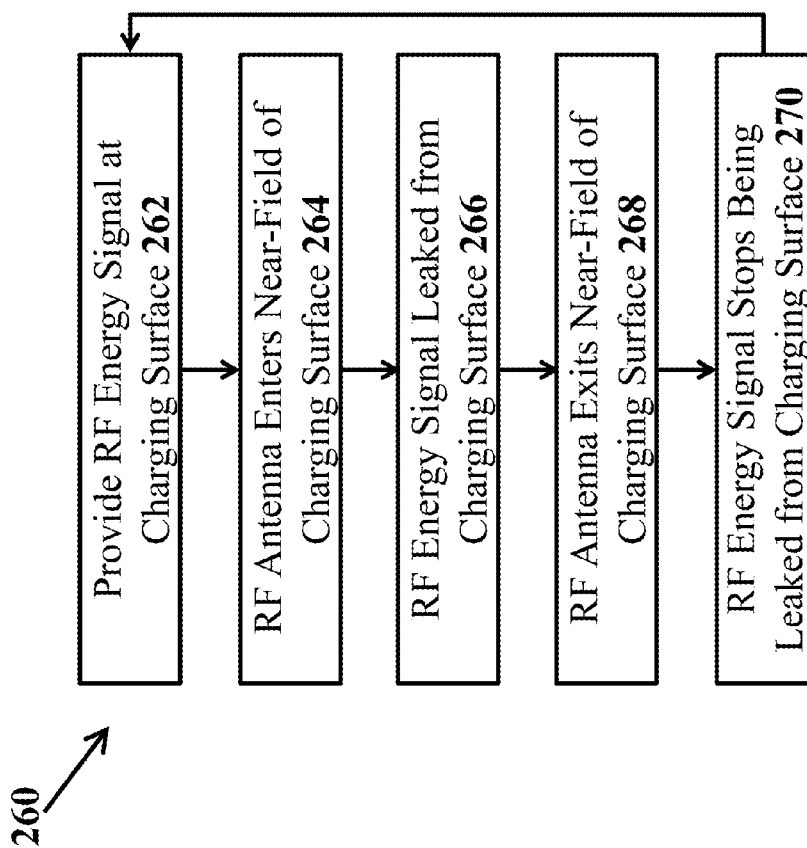 260
Provide RF Energy Signal at
Charging Surface 262
RF Antenna Enters Near-Field of
Charging Surface 264
RF Energy Signal Leaked from
Charging Surface 266
RF Antenna Exits Near-Field of
Charging Surface 268
RF Energy Signal Stops Being
Leaked from Charging Surface 270